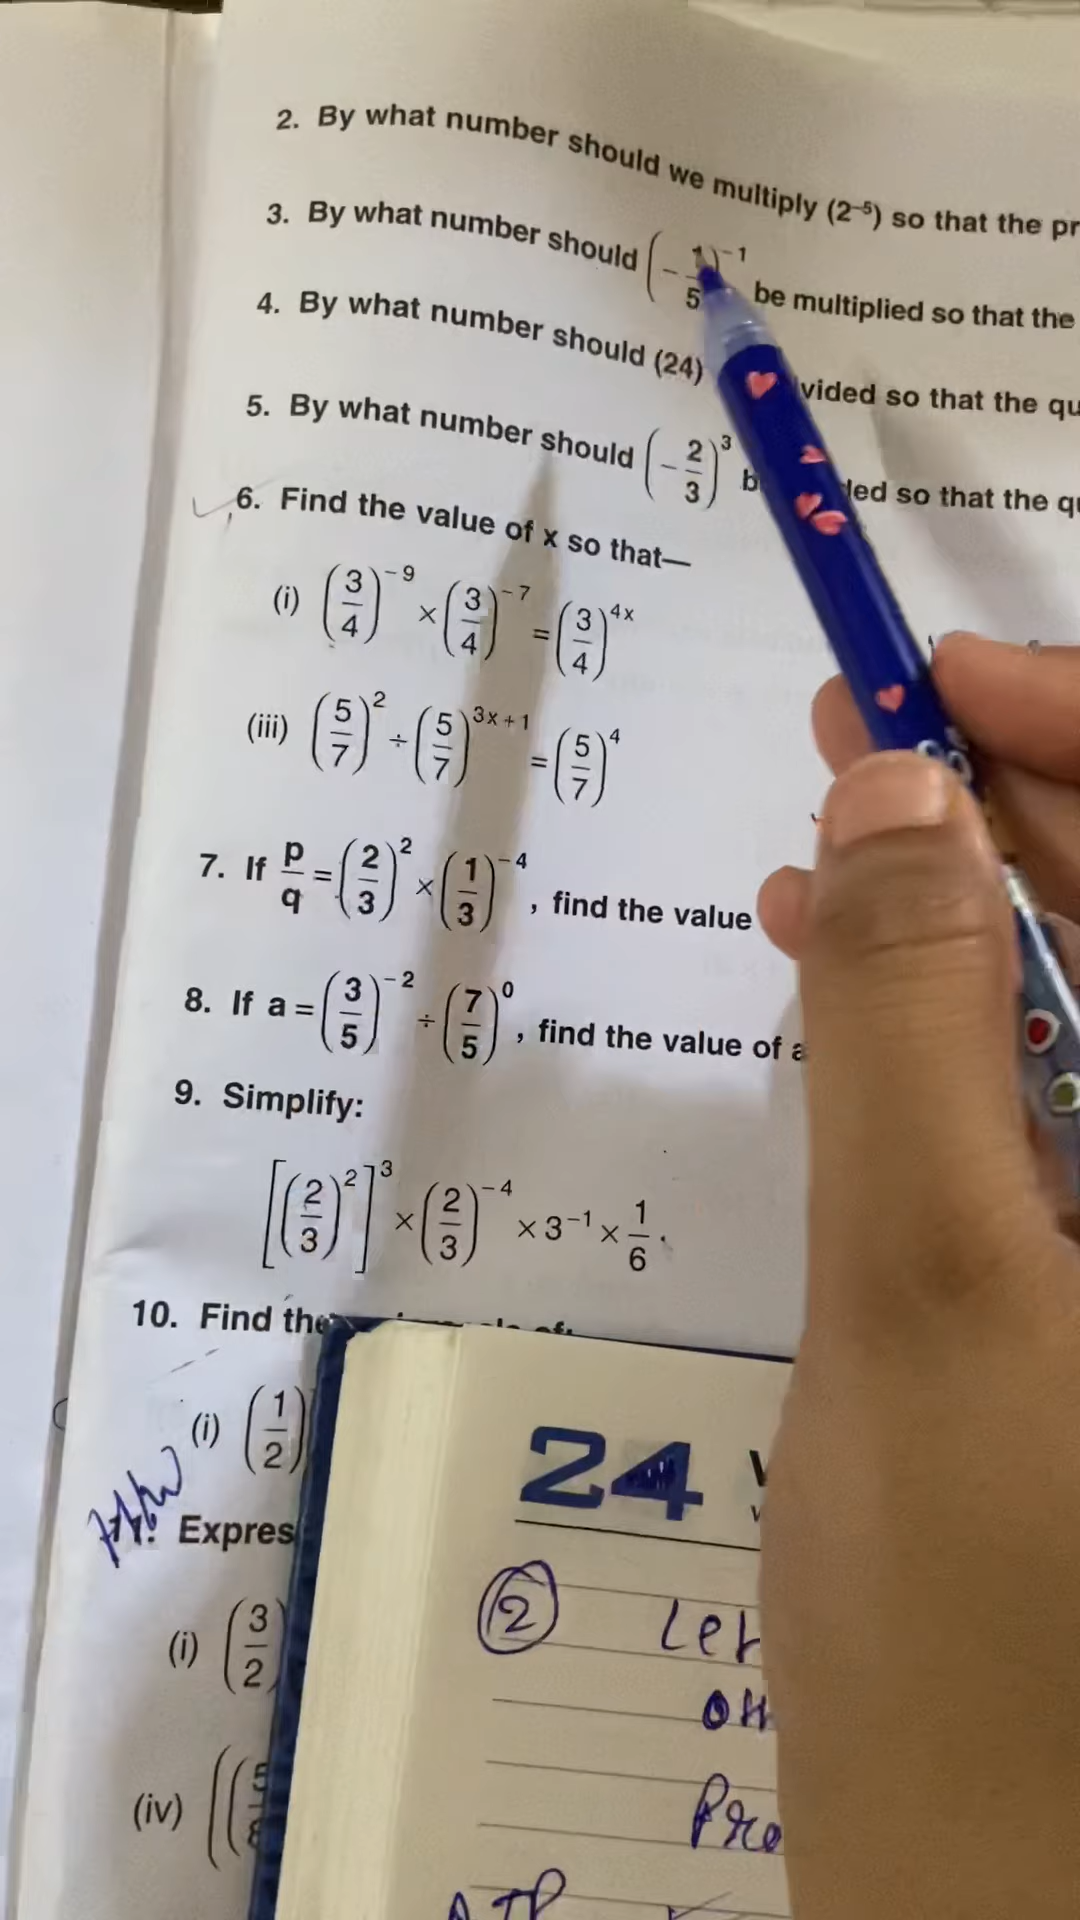 2. By what number should we multiply (2⁻⁵) so that the
3. By what number should (−1/5)⁻¹ be multiplied so that the
4. By what number should (24) so that the
5. By what number should (−2/3)³ so that the
6. Find the value of x so that—
(i) (3/4)⁻⁹ × (3/4)⁻⁷ = (3/4)⁴ˣ
(iii) (5/7)² ÷ (5/7)³ˣ⁺¹ = (5/7)⁴
7. If p/q = (2/3)² × (1/3)⁻⁴, find the value
8. If a = (3/5)⁻² ÷ (7/5)⁰, find the value of
9. Simplify:
[(2/3)²]³ × (2/3)⁻⁴ × 3⁻¹ × 1/6.
10. Find the
(i) (1/2)
24
Expres
2 Let
(i) (3/2)
(iv)